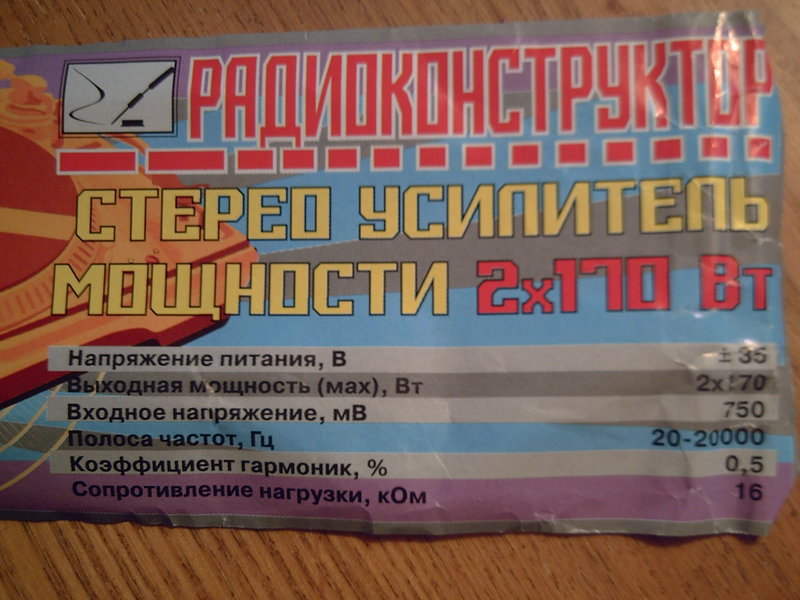 РАДИОКОНСТРУКТОР
СТЕРЕО УСИЛИТЕЛЬ
МОЩНОСТИ 2x170 Вт
Напряжение питания, В ± 35
Выходная мощность (мах), Вт 2x170
Входное напряжение, мВ 750
Полоса частот, Гц 20-20000
Коэффициент гармоник, % 0,5
Сопротивление нагрузки, кОм 16